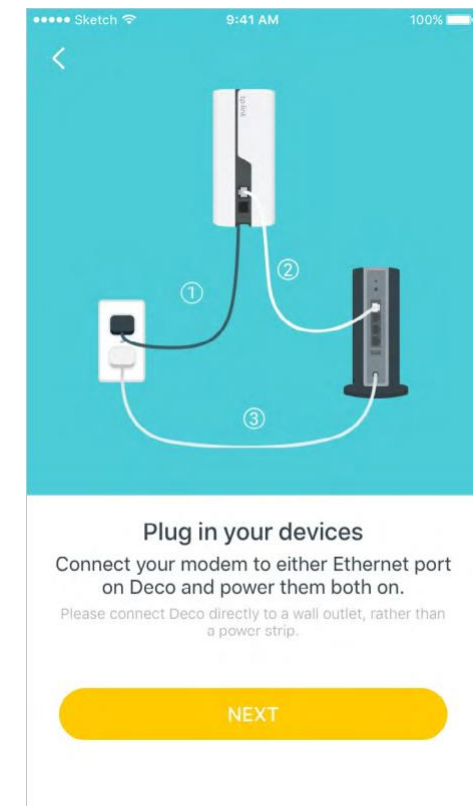 Sketch 9:41 AM 100%
tp-link
①
②
③
Plug in your devices
Connect your modem to either Ethernet port
on Deco and power them both on.
Please connect Deco directly to a wall outlet, rather than
a power strip.
NEXT